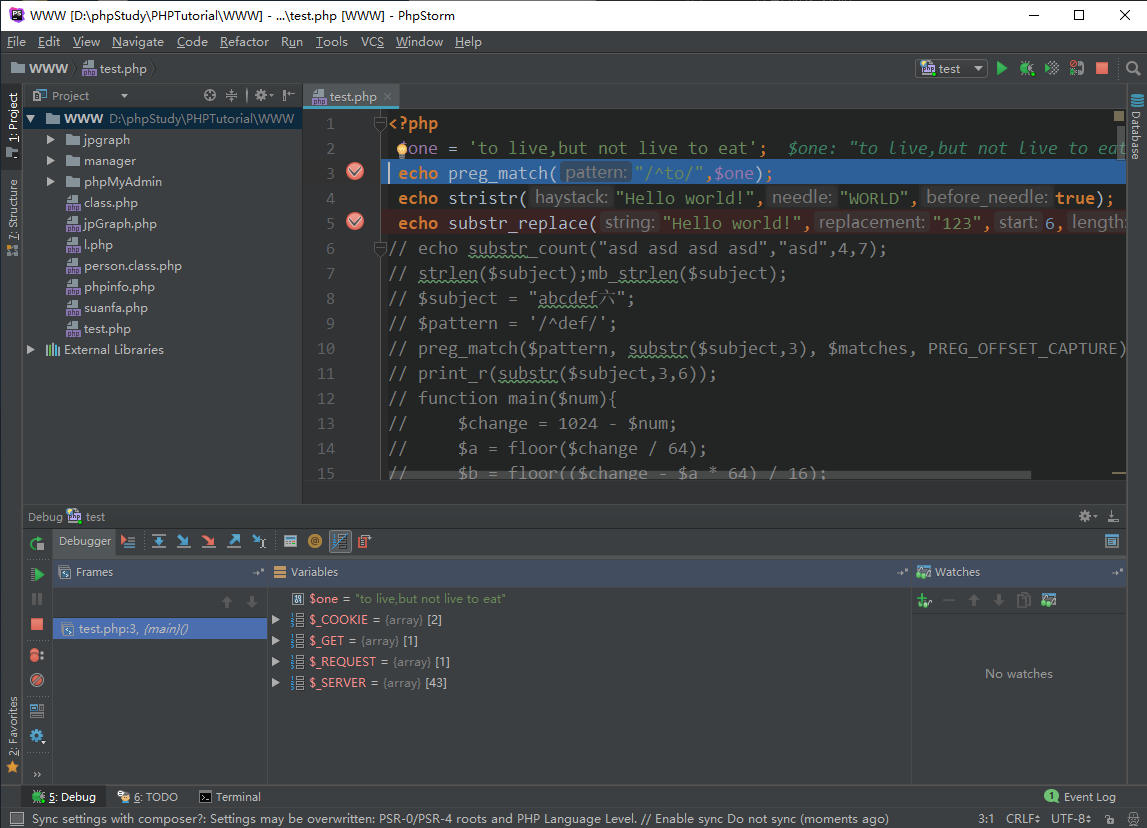 WWW [D:\phpStudy\PHPTutorial\WWW] - ...\test.php [WWW] - PhpStorm
File Edit View Navigate Code Refactor Run Tools VCS Window Help
WWW test.php
test
Project
1: Project
7: Structure
2: Favorites
Database
WWW D:\phpStudy\PHPTutorial\WWW
jpgraph
manager
phpMyAdmin
class.php
jpGraph.php
l.php
person.class.php
phpinfo.php
suanfa.php
test.php
External Libraries
test.php
1 <?php
2 $one = 'to live,but not live to eat'; $one: "to live,but not live to eat
3 echo preg_match( pattern: "/^to/",$one);
4 echo stristr( haystack: "Hello world!", needle: "WORLD", before_needle: true);
5 echo substr_replace( string: "Hello world!", replacement: "123", start: 6, length:
6 // echo substr_count("asd asd asd asd","asd",4,7);
7 // strlen($subject);mb_strlen($subject);
8 // $subject = "abcdef六";
9 // $pattern = '/^def/';
10 // preg_match($pattern, substr($subject,3), $matches, PREG_OFFSET_CAPTURE)
11 // print_r(substr($subject,3,6));
12 // function main($num){
13 // $change = 1024 - $num;
14 // $a = floor($change / 64);
15 // $b = floor(($change - $a * 64) / 16);
Debug test
Debugger
Frames
test.php:3, {main}()
Variables
$one = "to live,but not live to eat"
$_COOKIE = {array} [2]
$_GET = {array} [1]
$_REQUEST = {array} [1]
$_SERVER = {array} [43]
Watches
No watches
5: Debug 6: TODO Terminal
1 Event Log
Sync settings with composer?: Settings may be overwritten: PSR-0/PSR-4 roots and PHP Language Level. // Enable sync Do not sync (moments ago)
3:1 CRLF UTF-8